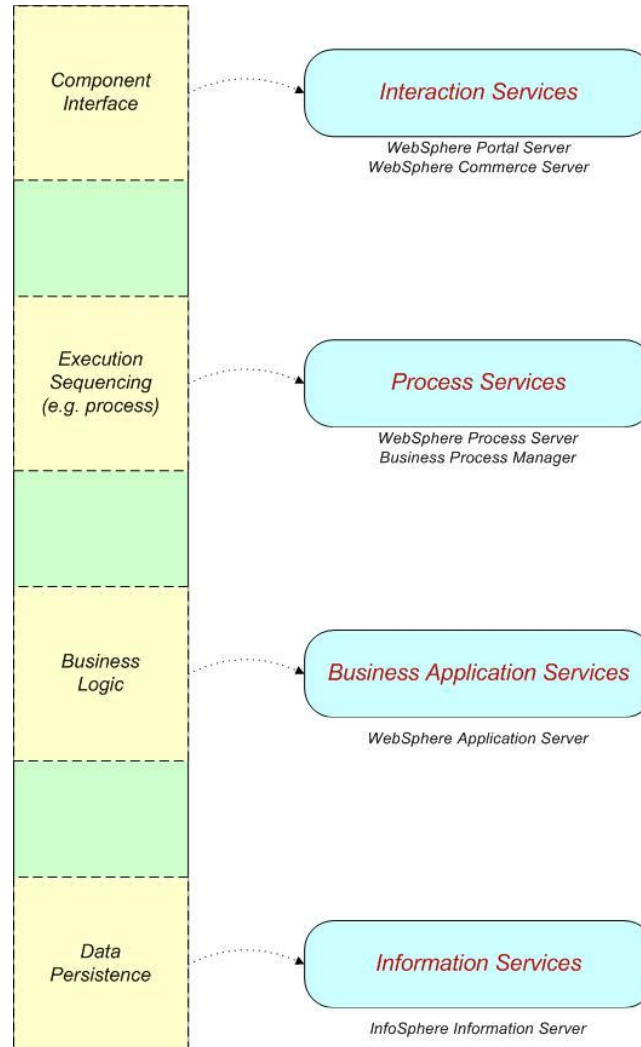 Component
Interface
Interaction Services
WebSphere Portal Server
WebSphere Commerce Server
Execution
Sequencing
(e.g. process)
Process Services
WebSphere Process Server
Business Process Manager
Business
Logic
Business Application Services
WebSphere Application Server
Data
Persistence
Information Services
InfoSphere Information Server